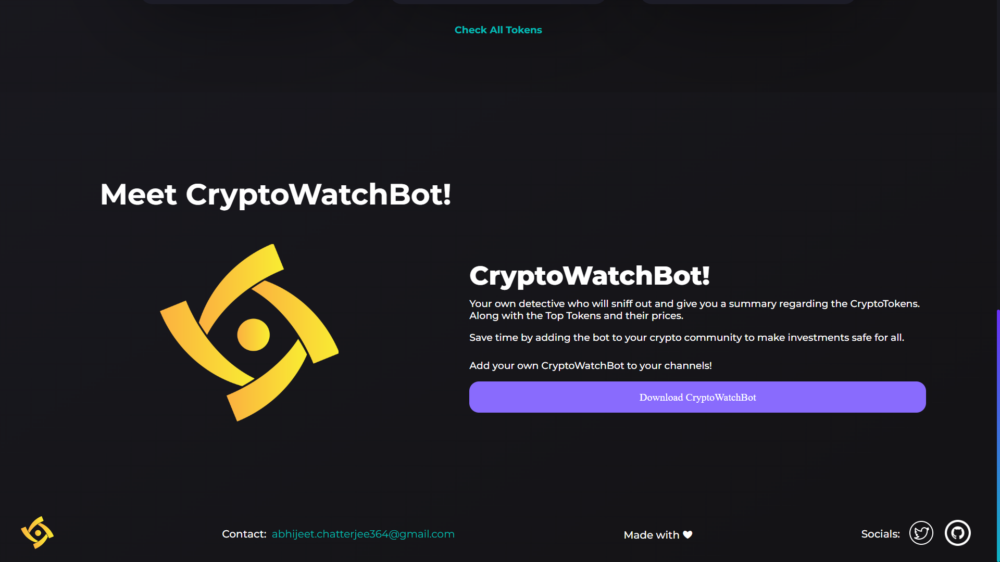 Check All Tokens
Meet CryptoWatchBot!
CryptoWatchBot!
Your own detective who will sniff out and give you a summary regarding the CryptoTokens.
Along with the Top Tokens and their prices.
Save time by adding the bot to your crypto community to make investments safe for all.
Add your own CryptoWatchBot to your channels!
Download CryptoWatchBot
Contact: abhijeet.chatterjee364@gmail.com
Made with
Socials: